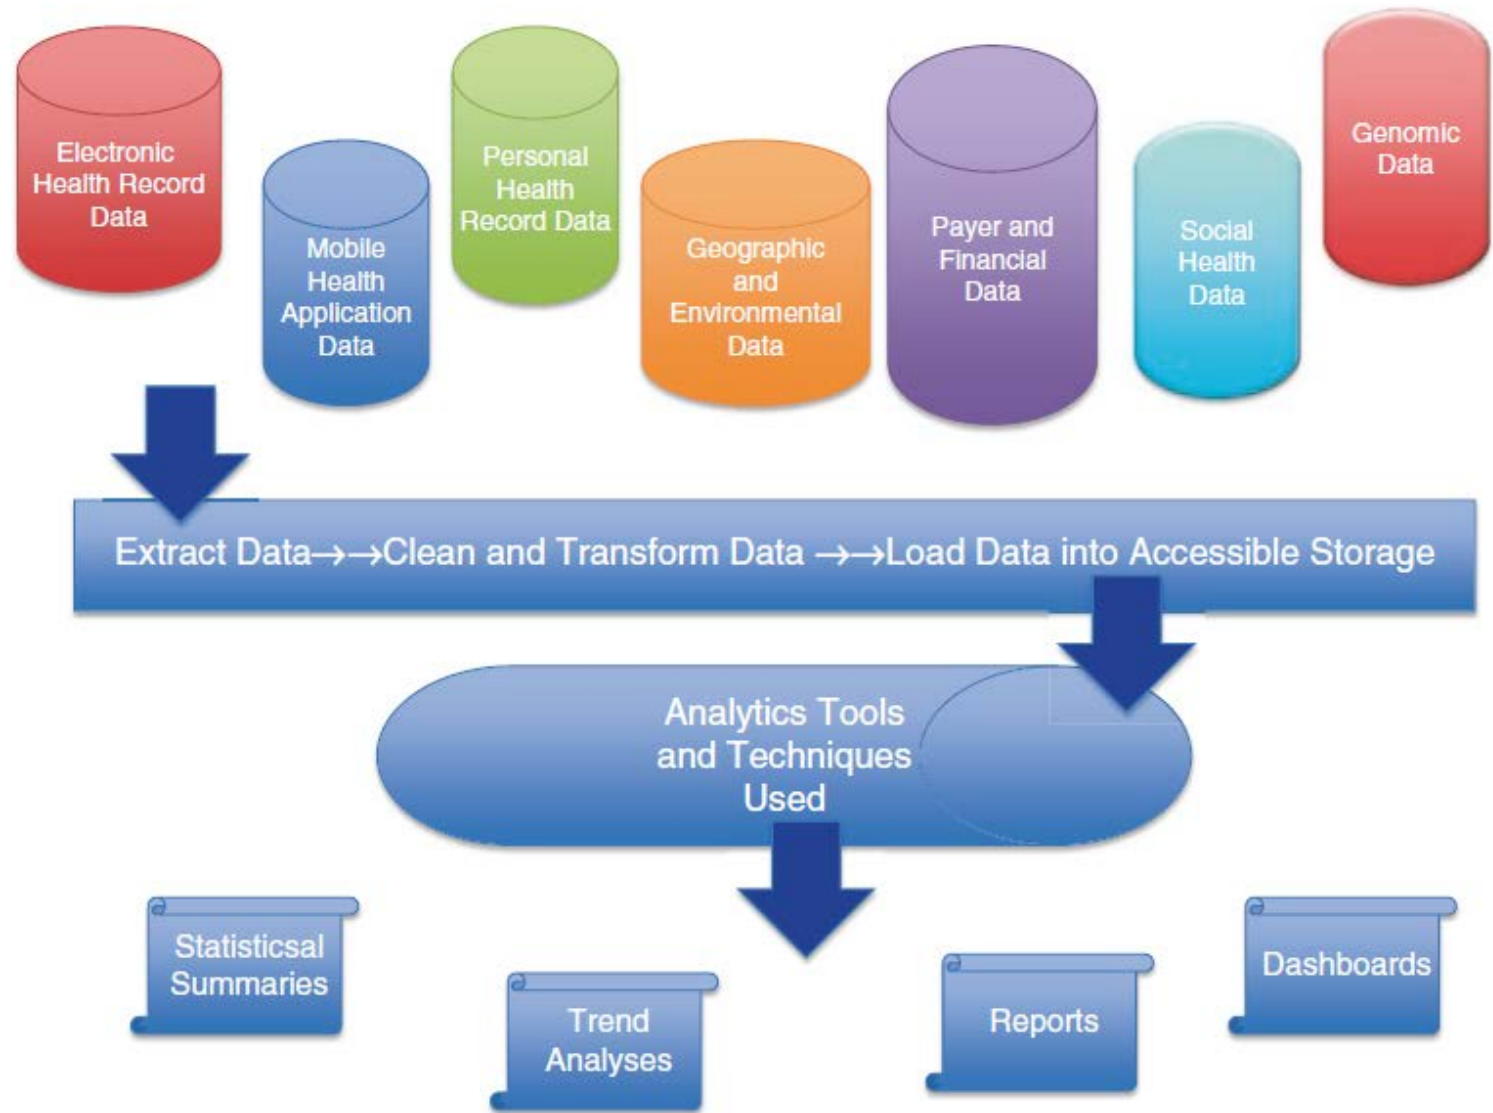 Electronic
Health Record
Data
Mobile
Health
Application
Data
Personal
Health
Record Data
Geographic
and
Environmental
Data
Payer and
Financial
Data
Social
Health
Data
Genomic
Data
Extract Data→→Clean and Transform Data →→Load Data into Accessible Storage
Analytics Tools
and Techniques
Used
Statisticsal
Summaries
Trend
Analyses
Reports
Dashboards